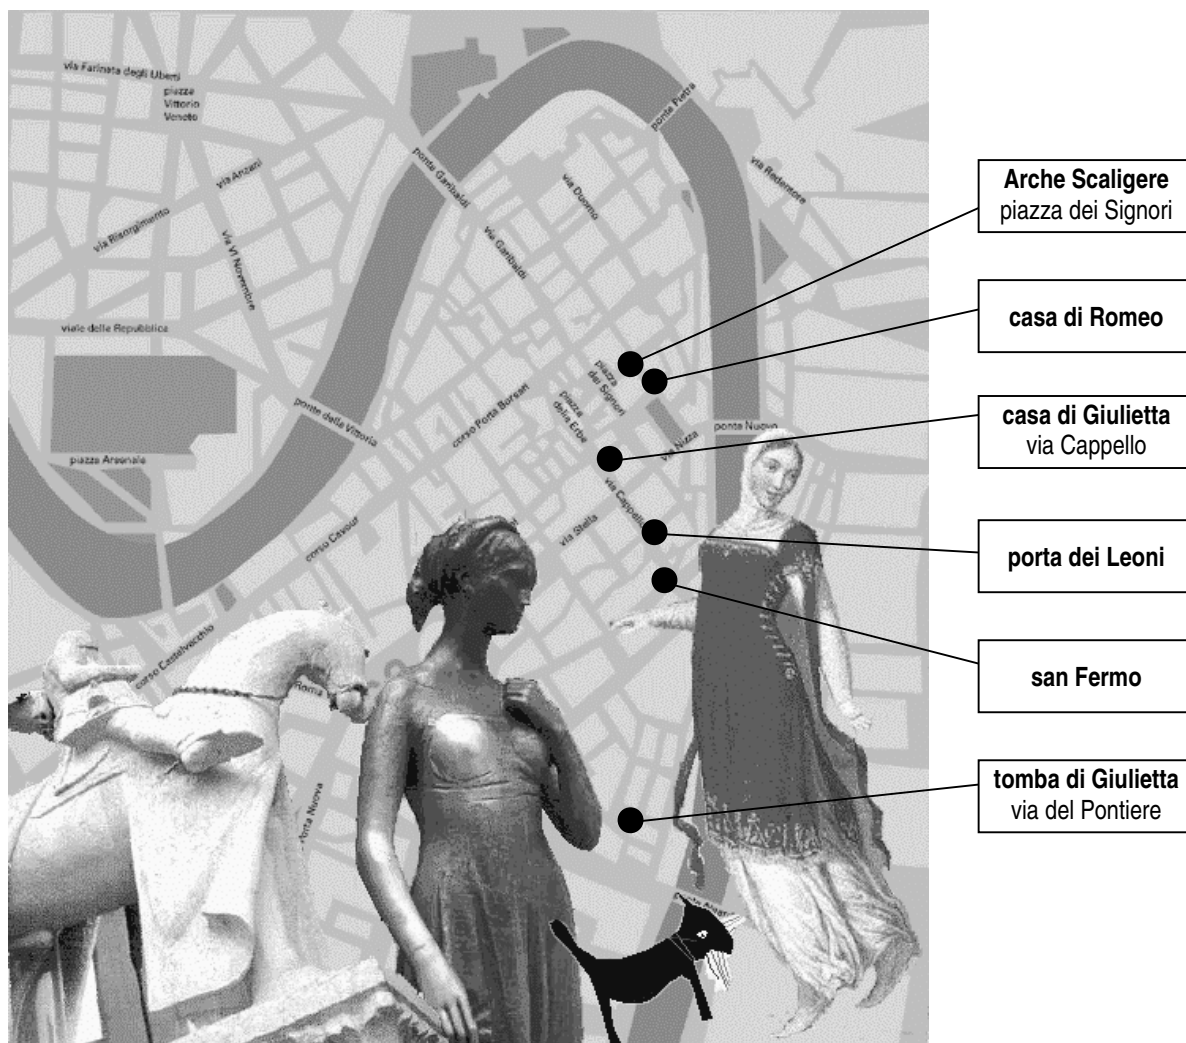 via Farinata degli Uberti
piazza
Vittorio
Veneto
ponte Pietra
via Anzani
ponte Garibaldi
via Duomo
via Redentore
via Risorgimento
via VI Novembre
via Garibaldi
viale delle Repubblica
piazza
dei Signori
piazza
delle Erbe
ponte della Vittoria
corso Porta Borsari
via Nizza
ponte Nuovo
piazza Arsenale
via Cappello
via Stella
corso Cavour
corso Castelvecchio
Roma
Porta Nuova
ponte
Arche Scaligere
piazza dei Signori
casa di Romeo
casa di Giulietta
via Cappello
porta dei Leoni
san Fermo
tomba di Giulietta
via del Pontiere